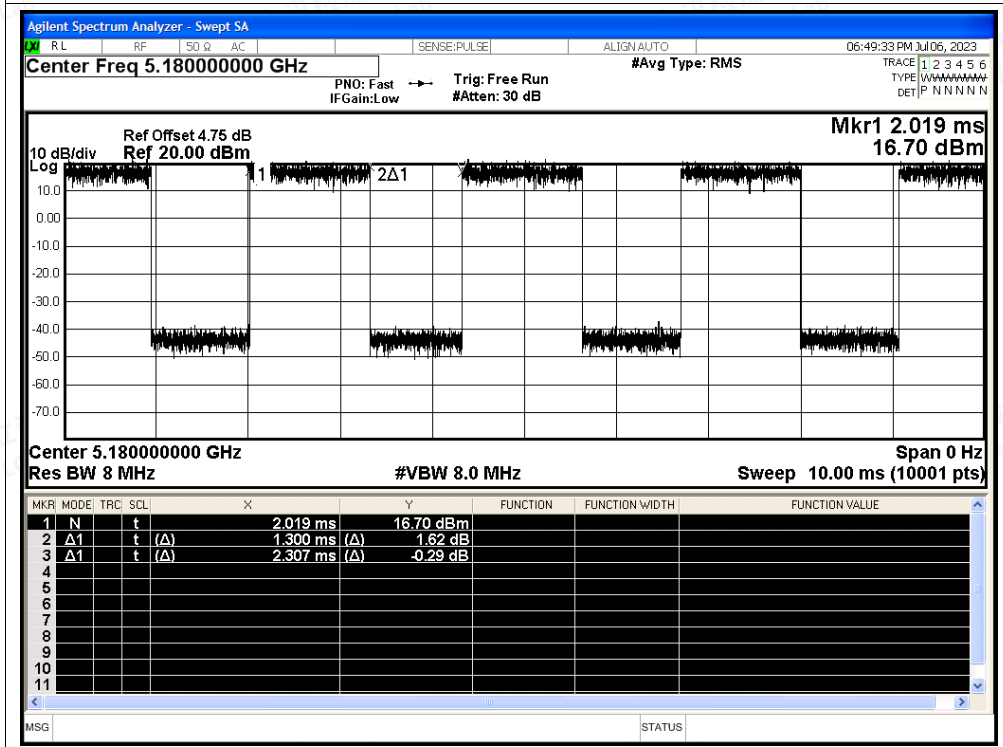 Agilent Spectrum Analyzer - Swept SA
LXI RL RF 50 Ω AC SENSE:PULSE ALIGN AUTO 06:49:33 PM Jul 06, 2023
Center Freq 5.180000000 GHz #Avg Type: RMS TRACE 1 2 3 4 5 6
PNO: Fast Trig: Free Run TYPE
IFGain:Low #Atten: 30 dB DET P N N N N N
Mkr1 2.019 ms
Ref Offset 4.75 dB
10 dB/div Ref 20.00 dBm 16.70 dBm
Log
1 2Δ1
10.0
0.00
-10.0
-20.0
-30.0
-40.0
-50.0
-60.0
-70.0
Center 5.180000000 GHz Span 0 Hz
Res BW 8 MHz #VBW 8.0 MHz Sweep 10.00 ms (10001 pts)
MKR MODE TRC SCL X Y FUNCTION FUNCTION WIDTH FUNCTION VALUE
1 N t 2.019 ms 16.70 dBm
2 Δ1 t (Δ) 1.300 ms (Δ) 1.62 dB
3 Δ1 t (Δ) 2.307 ms (Δ) -0.29 dB
4
5
6
7
8
9
10
11
MSG STATUS